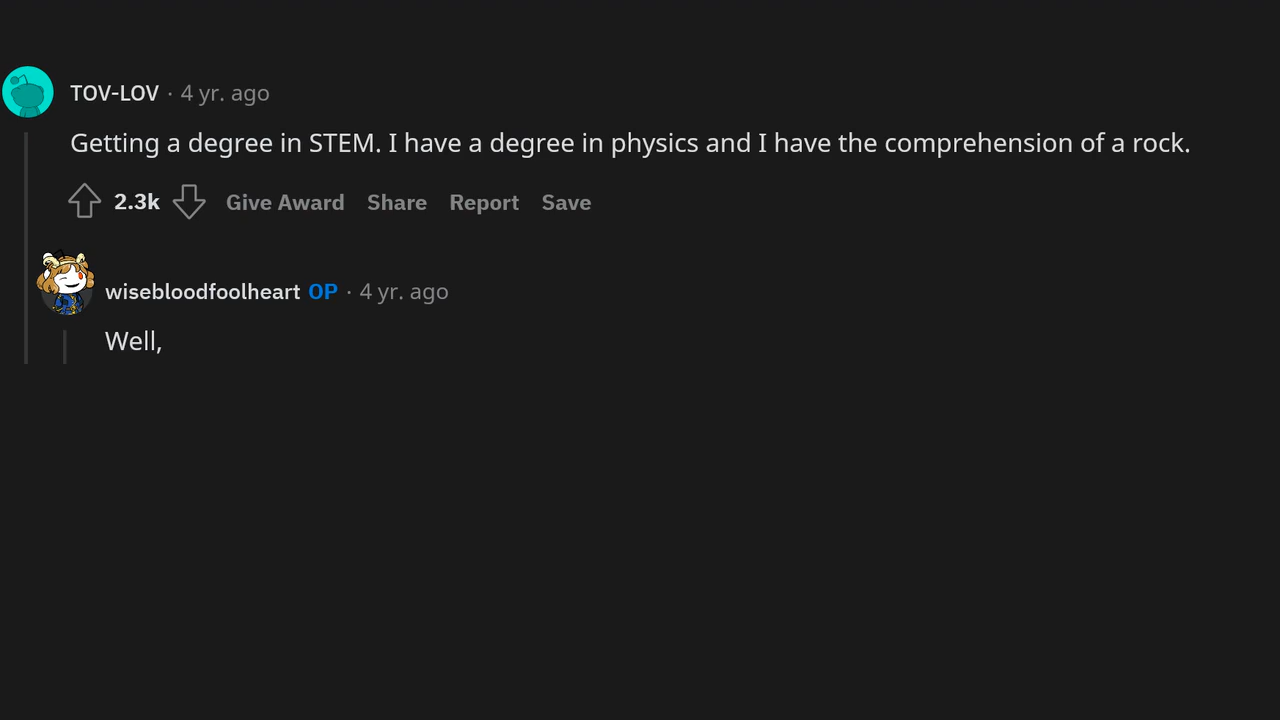 TOV-LOV · 4 yr. ago
Getting a degree in STEM. I have a degree in physics and I have the comprehension of a rock.
2.3k Give Award Share Report Save
wisebloodfoolheart OP · 4 yr. ago
Well,